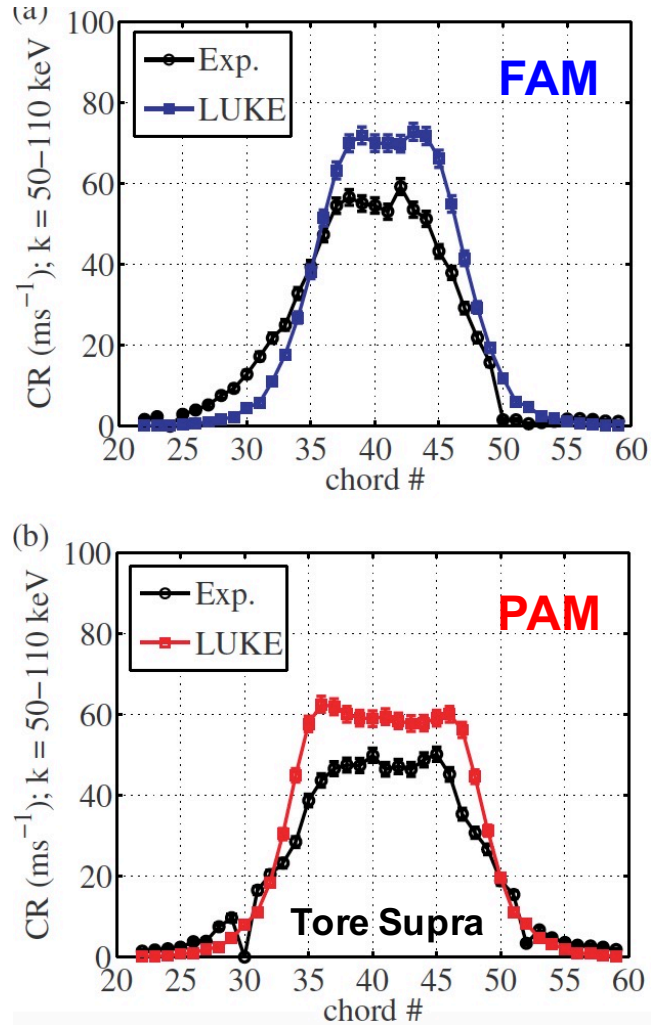 (a)
100
80
60
40
20
0
CR (ms⁻¹); k = 50−110 keV
Exp.
LUKE
FAM
20 25 30 35 40 45 50 55 60
chord #
(b)
100
80
60
40
20
0
CR (ms⁻¹); k = 50−110 keV
Exp.
LUKE
PAM
Tore Supra
20 25 30 35 40 45 50 55 60
chord #